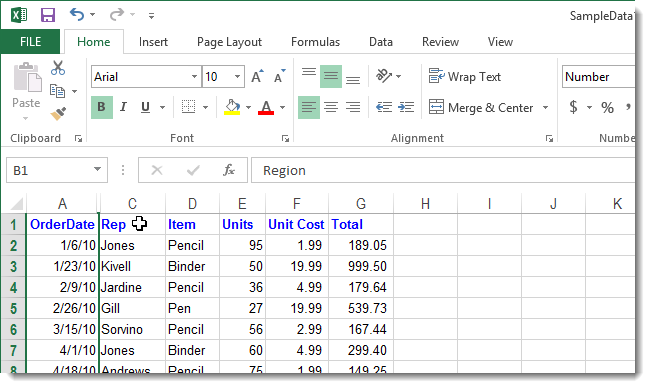 SampleData
FILE Home Insert Page Layout Formulas Data Review View
Arial 10 A A Wrap Text Number
Paste B I U A Merge & Center $ % ,
Clipboard Font Alignment
B1 fx Region
A C D E F G H I J K
1 OrderDate Rep Item Units Unit Cost Total
2 1/6/10 Jones Pencil 95 1.99 189.05
3 1/23/10 Kivell Binder 50 19.99 999.50
4 2/9/10 Jardine Pencil 36 4.99 179.64
5 2/26/10 Gill Pen 27 19.99 539.73
6 3/15/10 Sorvino Pencil 56 2.99 167.44
7 4/1/10 Jones Binder 60 4.99 299.40
8 4/18/10 Andrews Pencil 75 1.99 149.25